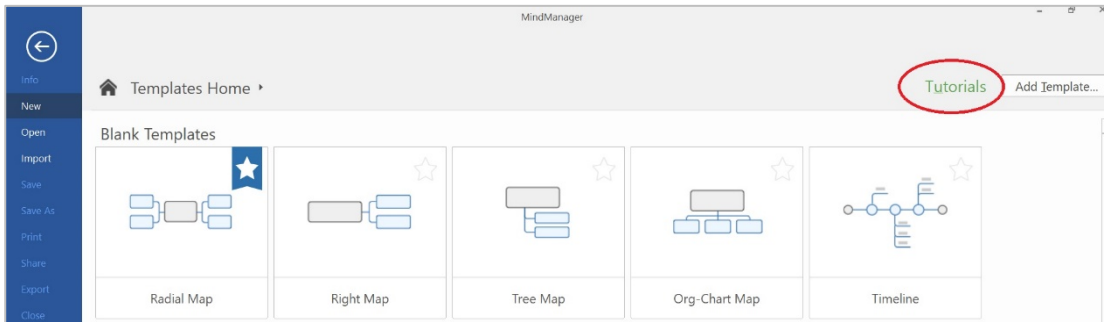 MindManager
Info
New
Open
Import
Save
Save As
Print
Share
Export
Close
Templates Home
Tutorials
Add Template...
Blank Templates
Radial Map
Right Map
Tree Map
Org-Chart Map
Timeline